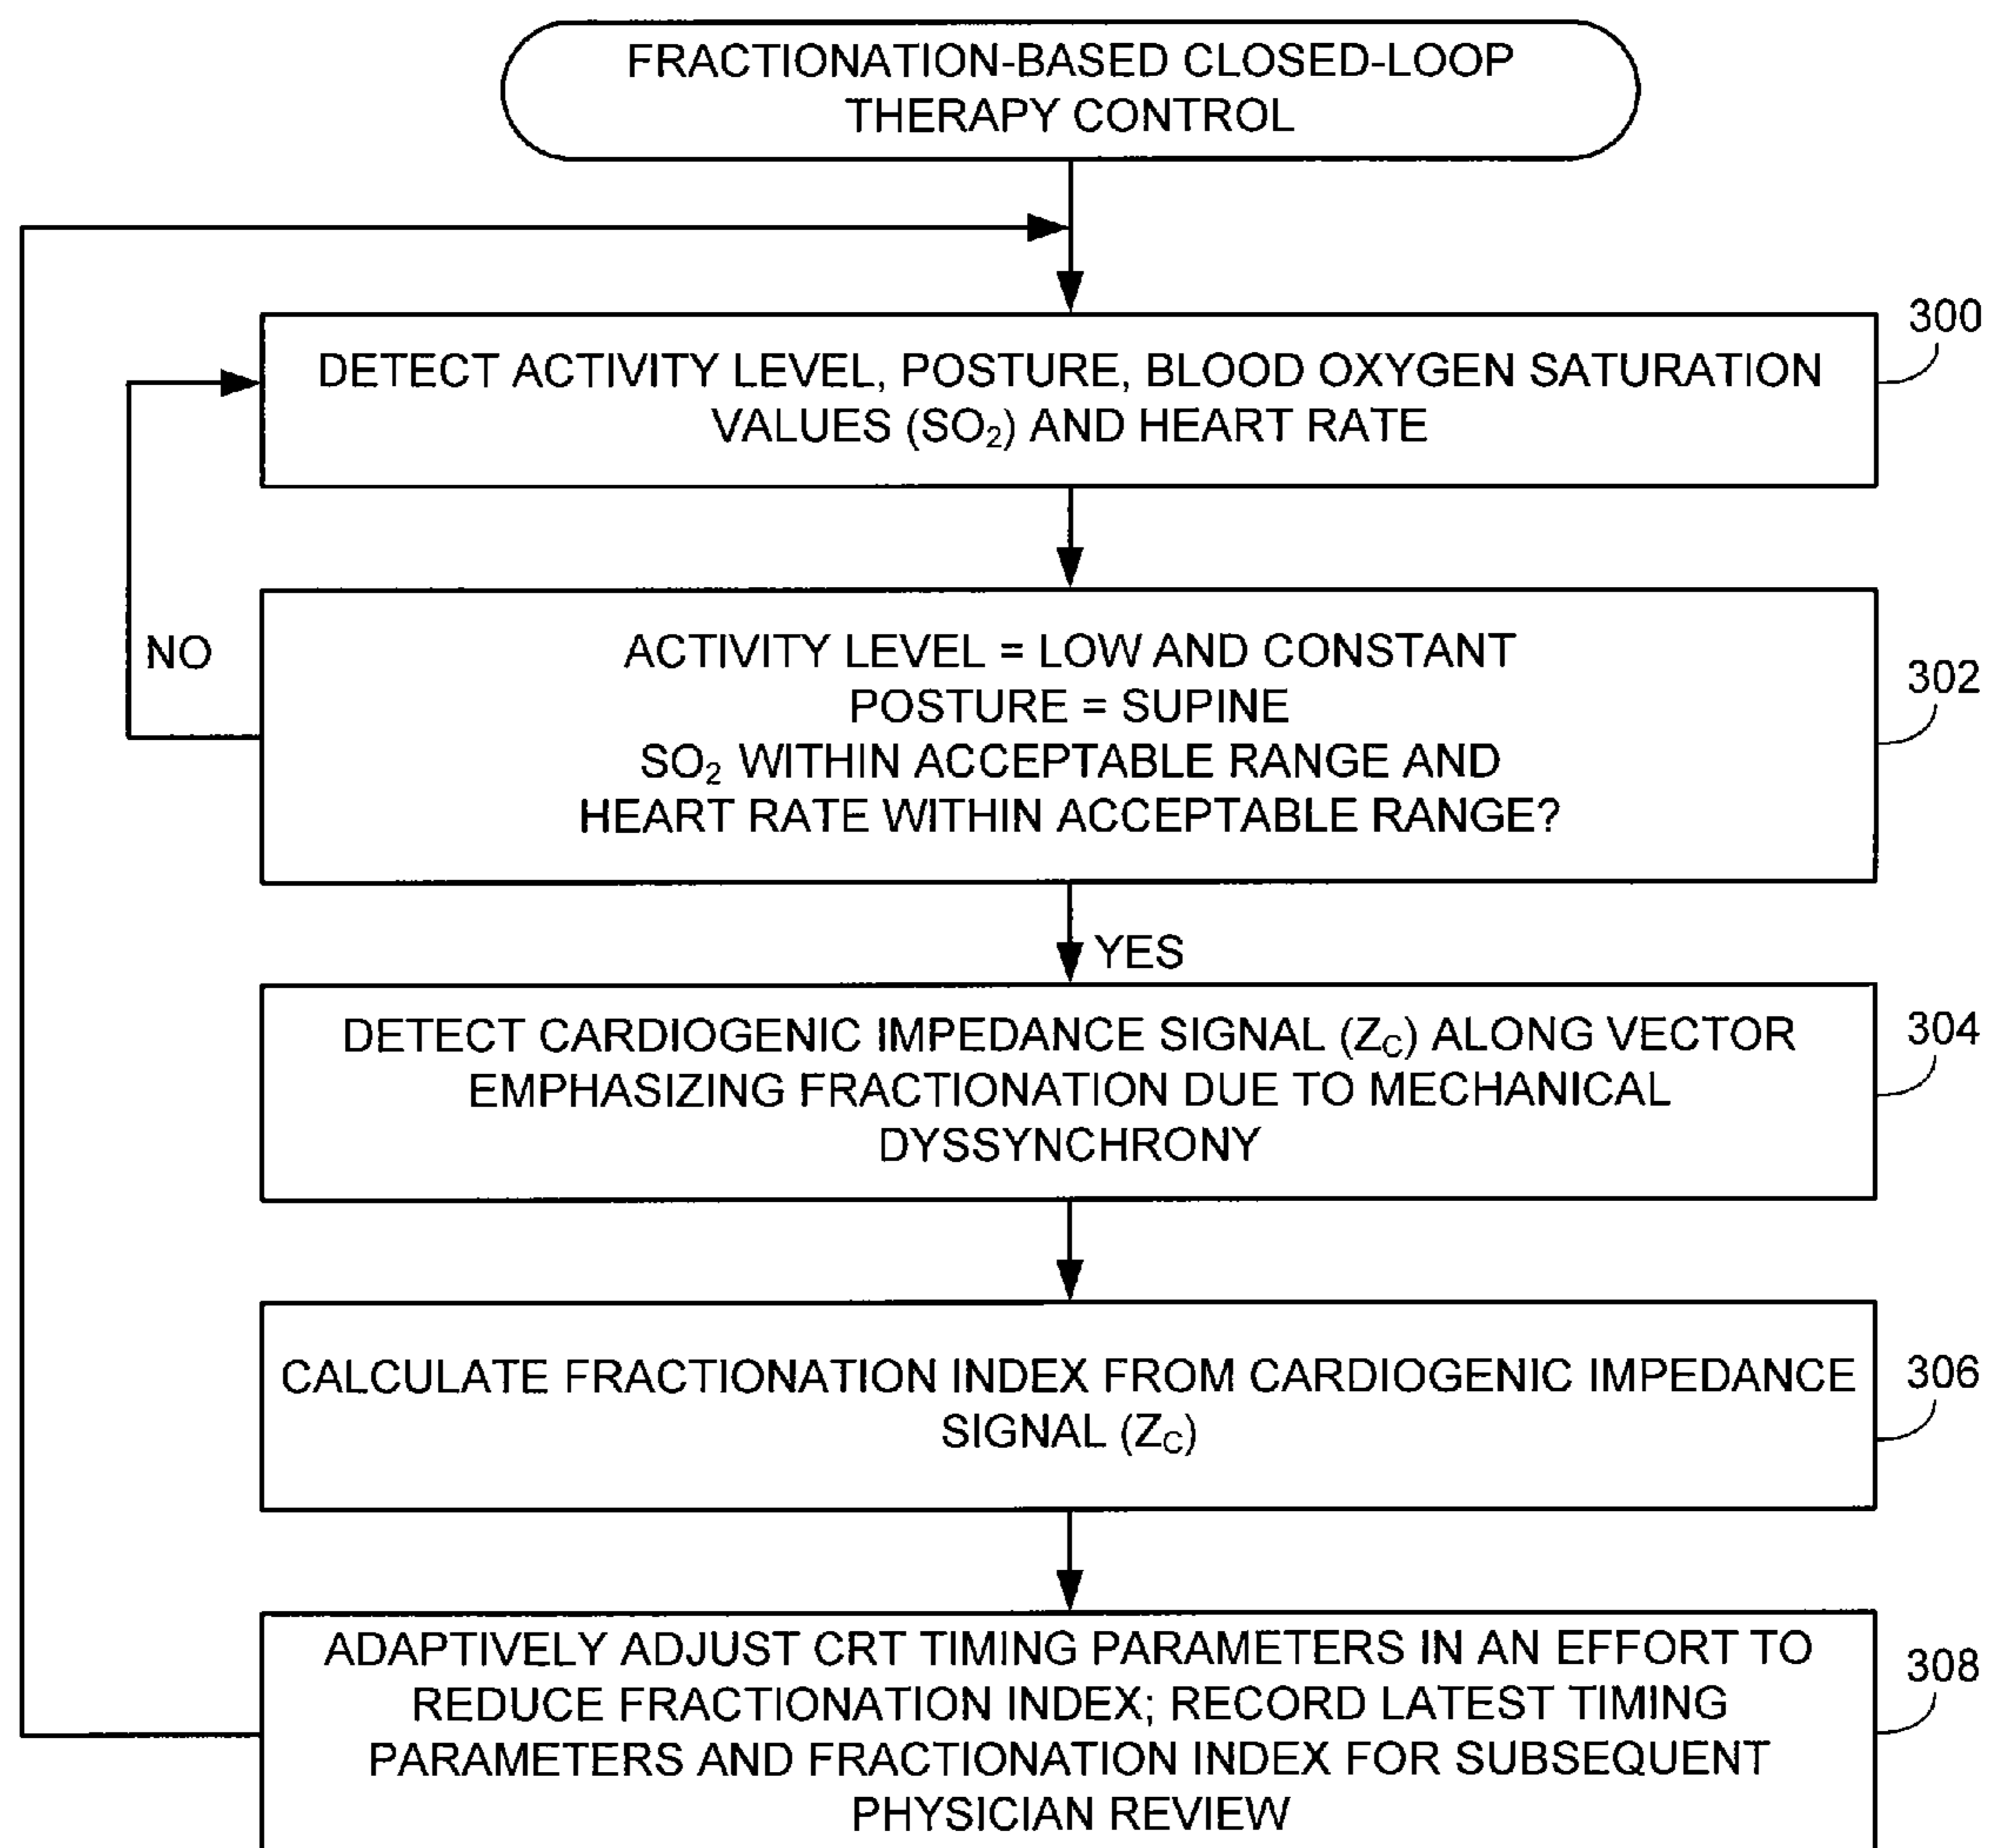 FRACTIONATION-BASED CLOSED-LOOP
THERAPY CONTROL
300
DETECT ACTIVITY LEVEL, POSTURE, BLOOD OXYGEN SATURATION
VALUES (SO₂) AND HEART RATE
NO
302
ACTIVITY LEVEL = LOW AND CONSTANT
POSTURE = SUPINE
SO₂ WITHIN ACCEPTABLE RANGE AND
HEART RATE WITHIN ACCEPTABLE RANGE?
YES
304
DETECT CARDIOGENIC IMPEDANCE SIGNAL (Z_C) ALONG VECTOR
EMPHASIZING FRACTIONATION DUE TO MECHANICAL
DYSSYNCHRONY
306
CALCULATE FRACTIONATION INDEX FROM CARDIOGENIC IMPEDANCE
SIGNAL (Z_C)
308
ADAPTIVELY ADJUST CRT TIMING PARAMETERS IN AN EFFORT TO
REDUCE FRACTIONATION INDEX; RECORD LATEST TIMING
PARAMETERS AND FRACTIONATION INDEX FOR SUBSEQUENT
PHYSICIAN REVIEW